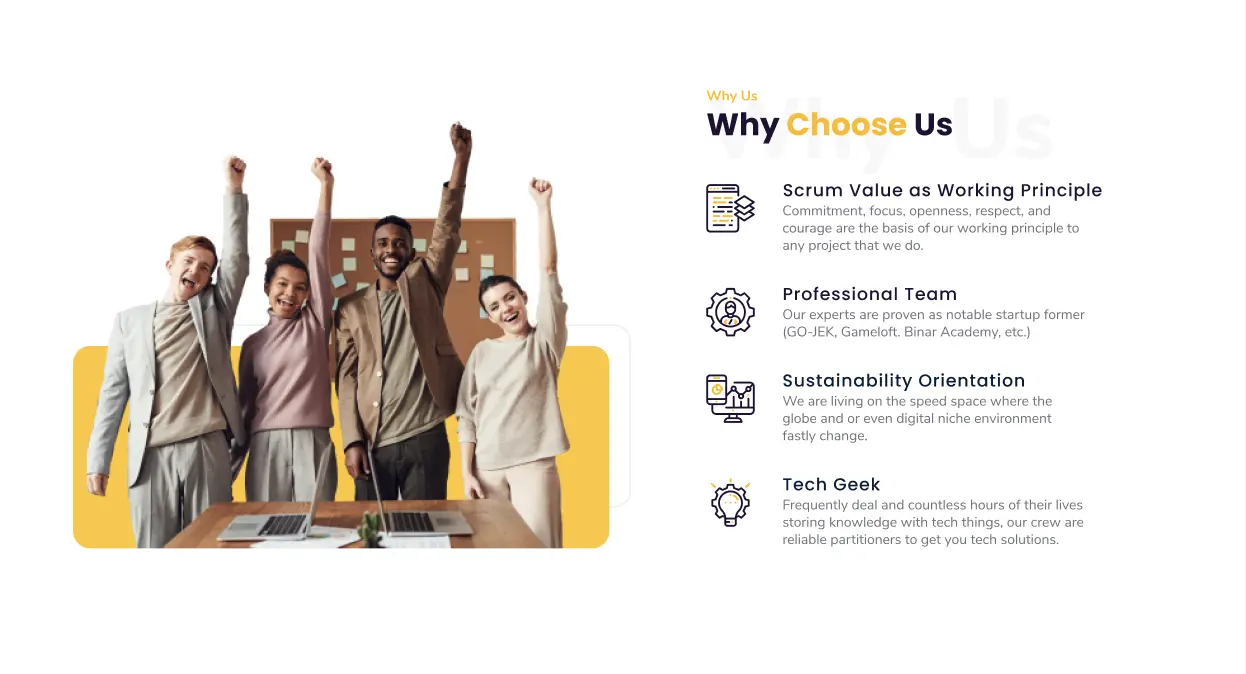 Why Us
Why Us
Why Choose Us
Scrum Value as Working Principle
Commitment, focus, openness, respect, and
courage are the basis of our working principle to
any project that we do.
Professional Team
Our experts are proven as notable startup former
(GO-JEK, Gameloft. Binar Academy, etc.)
Sustainability Orientation
We are living on the speed space where the
globe and or even digital niche environment
fastly change.
Tech Geek
Frequently deal and countless hours of their lives
storing knowledge with tech things, our crew are
reliable partitioners to get you tech solutions.